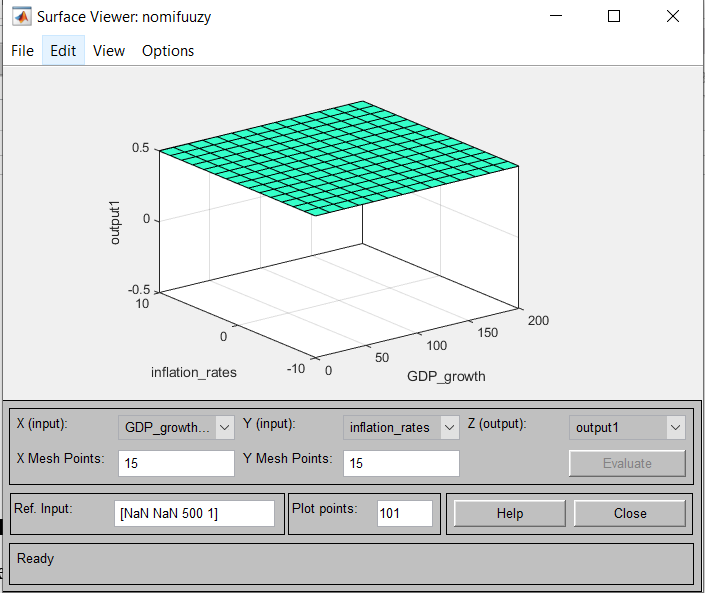 Surface Viewer: nomifuuzy
File Edit View Options
0.5
0
-0.5
output1
10
0
-10
inflation_rates
0
50
100
150
200
GDP_growth
X (input): GDP_growth... Y (input): inflation_rates Z (output): output1
X Mesh Points: 15 Y Mesh Points: 15 Evaluate
Ref. Input: [NaN NaN 500 1] Plot points: 101 Help Close
Ready